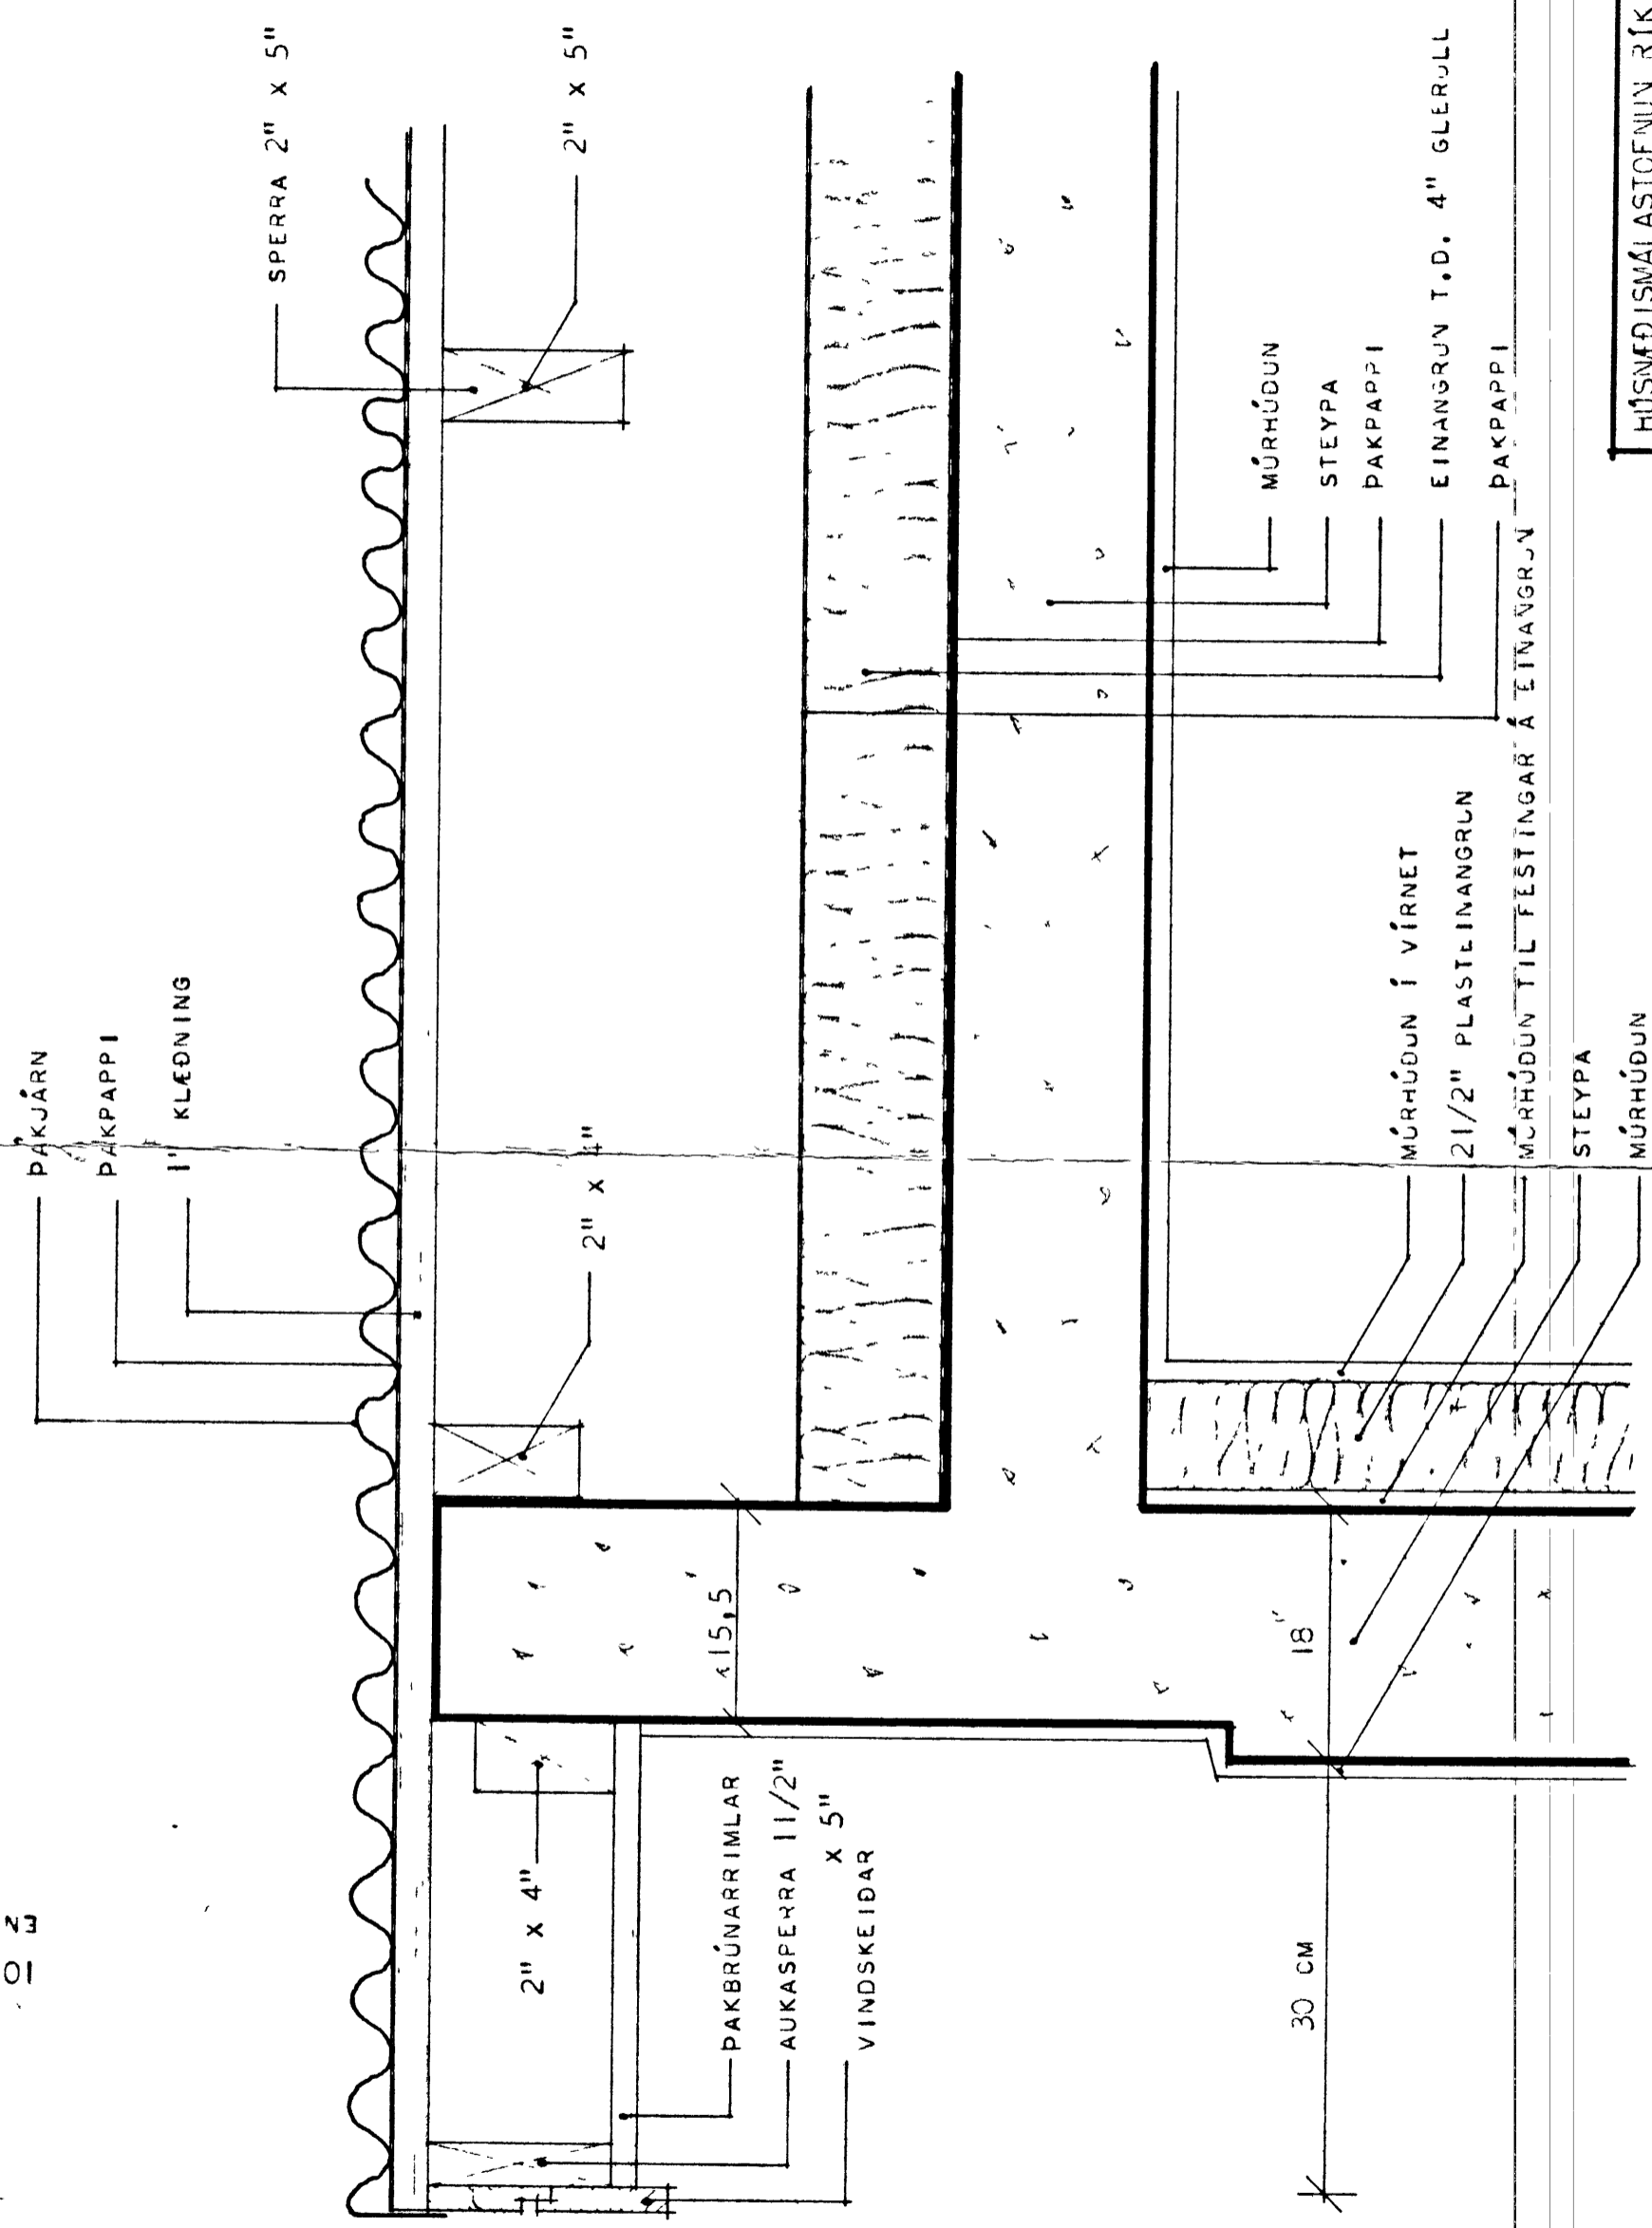 ÞAKJÁRN
ÞAKPAPPI
1" KLÆÐNING
SPERRA 2" X 5"
2" X 5"
2" X 4"
2" X 4"
15,5
ÞAKBRÚNARRIMLAR
AUKASPERRA 11/2"
X 5"
VINDSKEIÐAR
18
30 CM
MÚRHÚÐUN
STEYPA
ÞAKPAPPI
EINANGRUN T.D. 4" GLERULL
ÞAKPAPPI
MÚRHÚÐUN Í VÍRNET
21/2" PLASTEINANGRUN
MÚRHÚÐUN TIL FESTINGAR Á EINANGRUN
STEYPA
MÚRHÚÐUN
HÚSNÆÐISMÁLASTOFNUN RÍK